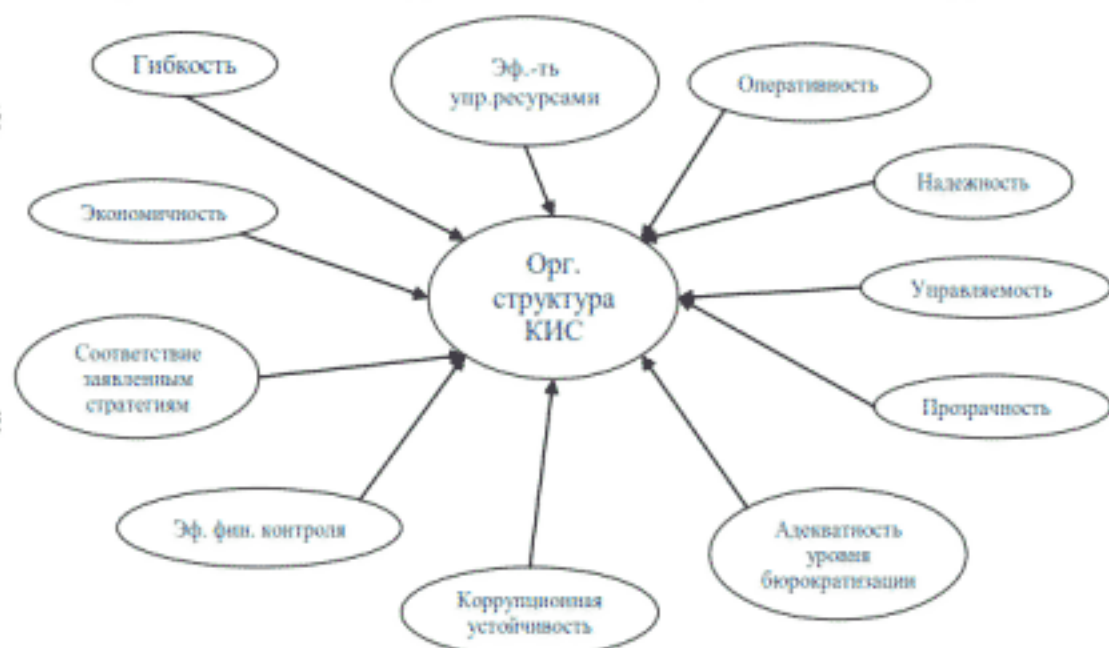 Гибкость
Эф.-ть
упр.ресурсами
Оперативность
Надежность
Экономичность
Орг.
структура
КИС
Управляемость
Соответствие
заявленным
стратегиям
Прозрачность
Эф. фин. контроля
Адекватность
уровня
бюрократизации
Коррупционная
устойчивость